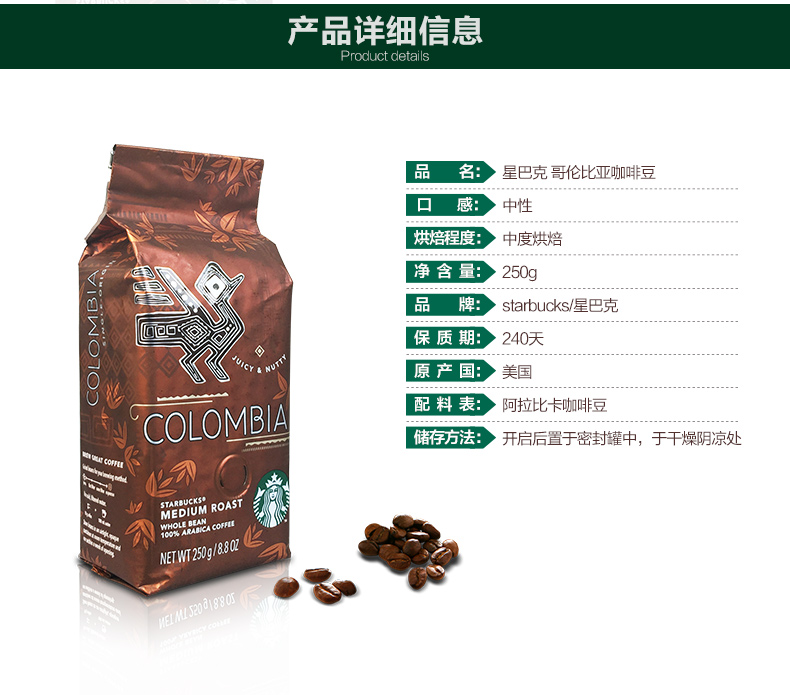 产品详细信息
Product details
品 名: 星巴克 哥伦比亚咖啡豆
口 感: 中性
烘焙程度: 中度烘焙
净 含 量: 250g
品 牌: starbucks/星巴克
保 质 期: 240天
原 产 国: 美国
配 料 表: 阿拉比卡咖啡豆
储存方法: 开启后置于密封罐中，于干燥阴凉处
COLOMBIA
JUICY & NUTTY
COLOMBIA
STARBUCKS®
MEDIUM ROAST
WHOLE BEAN
100% ARABICA COFFEE
NET WT 250 g / 8.8 OZ
BREW GREAT COFFEE